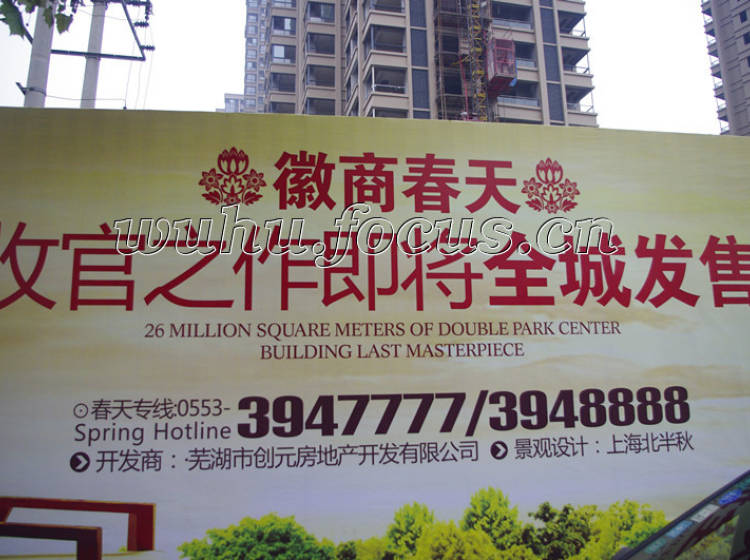 徽商春天
wuhu.focus.cn
收官之作即将全城发售
26 MILLION SQUARE METERS OF DOUBLE PARK CENTER
BUILDING LAST MASTERPIECE
春天专线:0553-
Spring Hotline
3947777/3948888
开发商：·芜湖市创元房地产开发有限公司 景观设计：上海北半秋